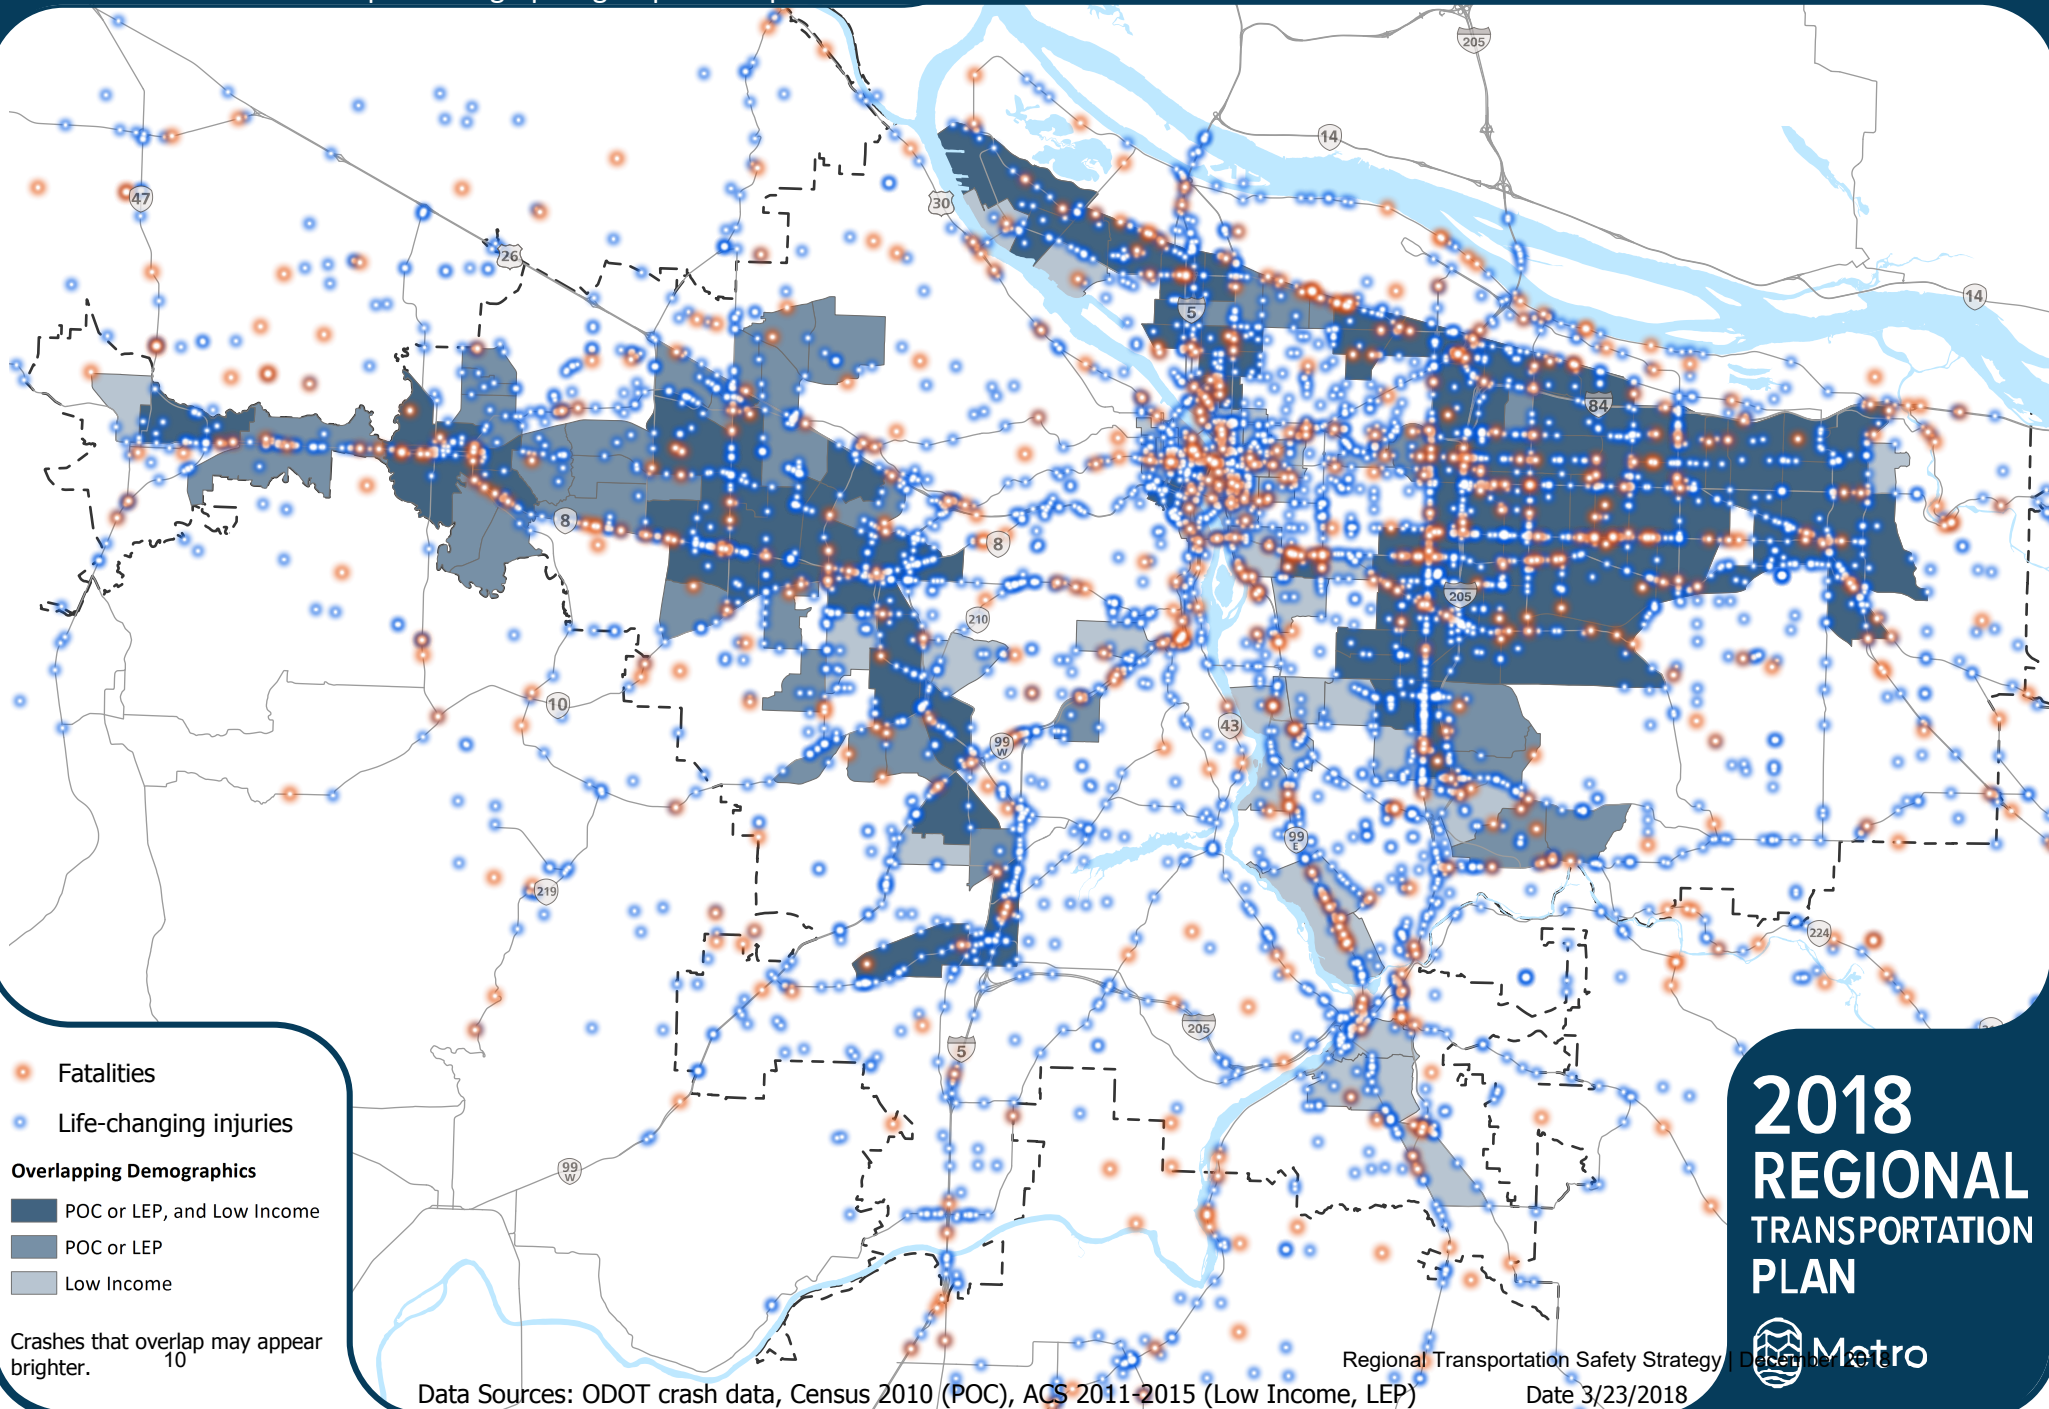 205
14
47
30
26
14
5
84
8
8
205
210
10
43
99
W
99
E
219
224
205
5
99
W
Fatalities
Life-changing injuries
Overlapping Demographics
POC or LEP, and Low Income
POC or LEP
Low Income
Crashes that overlap may appear
brighter.
10
2018
REGIONAL
TRANSPORTATION
PLAN
Metro
Regional Transportation Safety Strategy | December 2018
Data Sources: ODOT crash data, Census 2010 (POC), ACS 2011-2015 (Low Income, LEP)
Date 3/23/2018